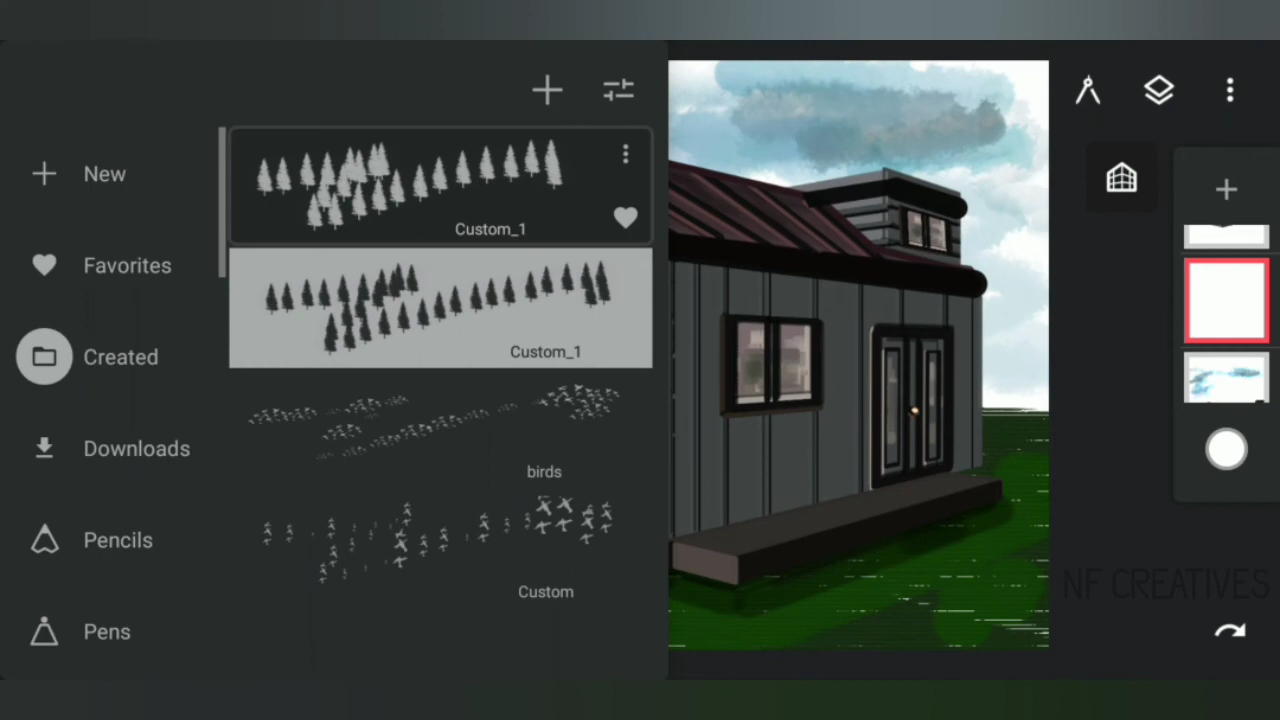 New
Favorites
Created
Downloads
Pencils
Pens
Custom_1
Custom_1
birds
Custom
NF CREATIVES